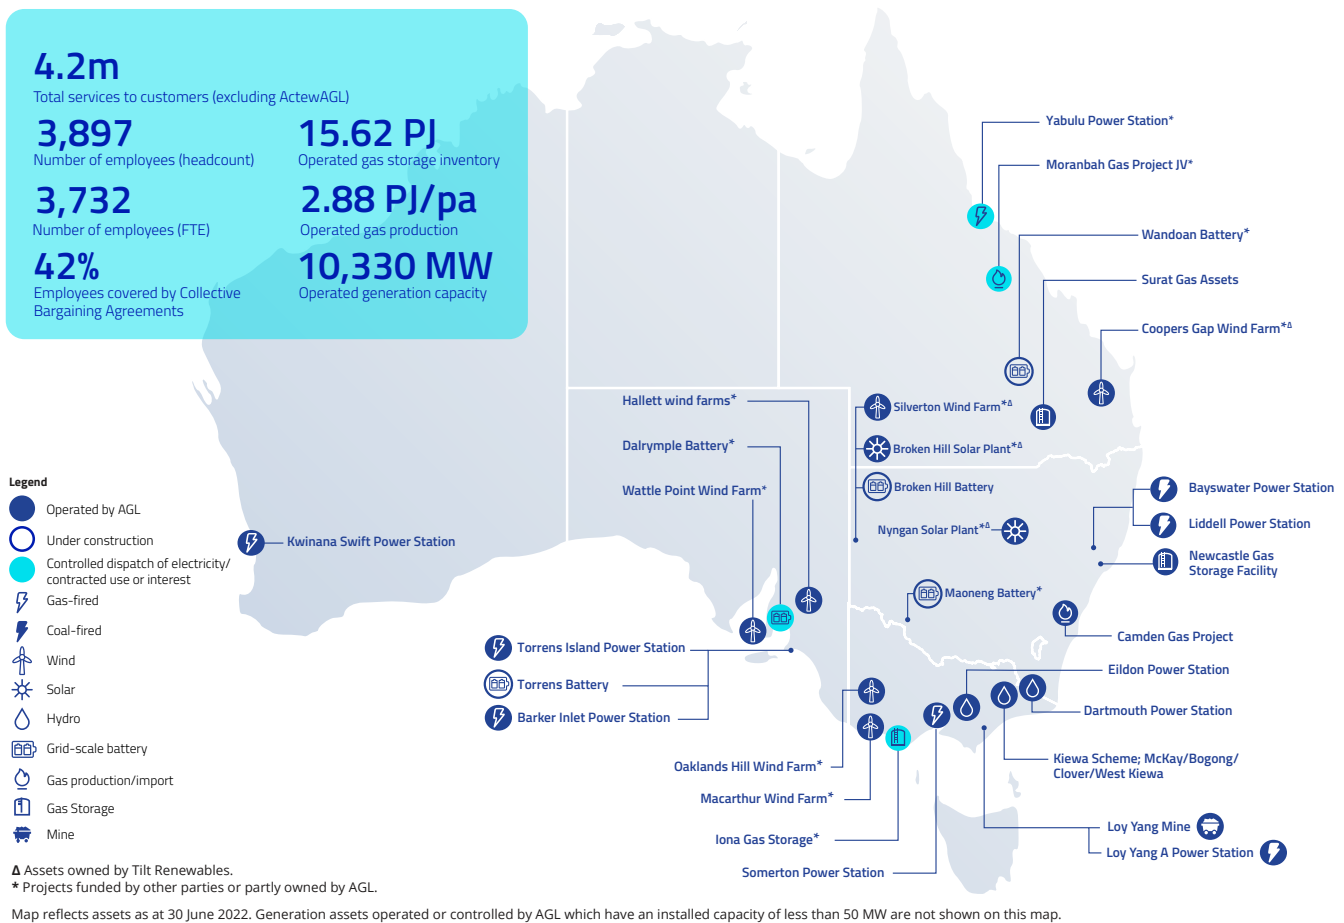 4.2m
Total services to customers (excluding ActewAGL)
3,897
Number of employees (headcount)
15.62 PJ
Operated gas storage inventory
3,732
Number of employees (FTE)
2.88 PJ/pa
Operated gas production
42%
Employees covered by Collective
Bargaining Agreements
10,330 MW
Operated generation capacity
Yabulu Power Station*
Moranbah Gas Project JV*
Wandoan Battery*
Surat Gas Assets
Coopers Gap Wind Farm*Δ
Hallett wind farms*
Dalrymple Battery*
Wattle Point Wind Farm*
Silverton Wind Farm*Δ
Broken Hill Solar Plant*Δ
Broken Hill Battery
Nyngan Solar Plant*Δ
Maoneng Battery*
Bayswater Power Station
Liddell Power Station
Newcastle Gas
Storage Facility
Camden Gas Project
Eildon Power Station
Dartmouth Power Station
Kiewa Scheme; McKay/Bogong/
Clover/West Kiewa
Loy Yang Mine
Loy Yang A Power Station
Kwinana Swift Power Station
Torrens Island Power Station
Torrens Battery
Barker Inlet Power Station
Oaklands Hill Wind Farm*
Macarthur Wind Farm*
Iona Gas Storage*
Somerton Power Station
Legend
Operated by AGL
Under construction
Controlled dispatch of electricity/
contracted use or interest
Gas-fired
Coal-fired
Wind
Solar
Hydro
Grid-scale battery
Gas production/import
Gas Storage
Mine
Δ Assets owned by Tilt Renewables.
* Projects funded by other parties or partly owned by AGL.
Map reflects assets as at 30 June 2022. Generation assets operated or controlled by AGL which have an installed capacity of less than 50 MW are not shown on this map.